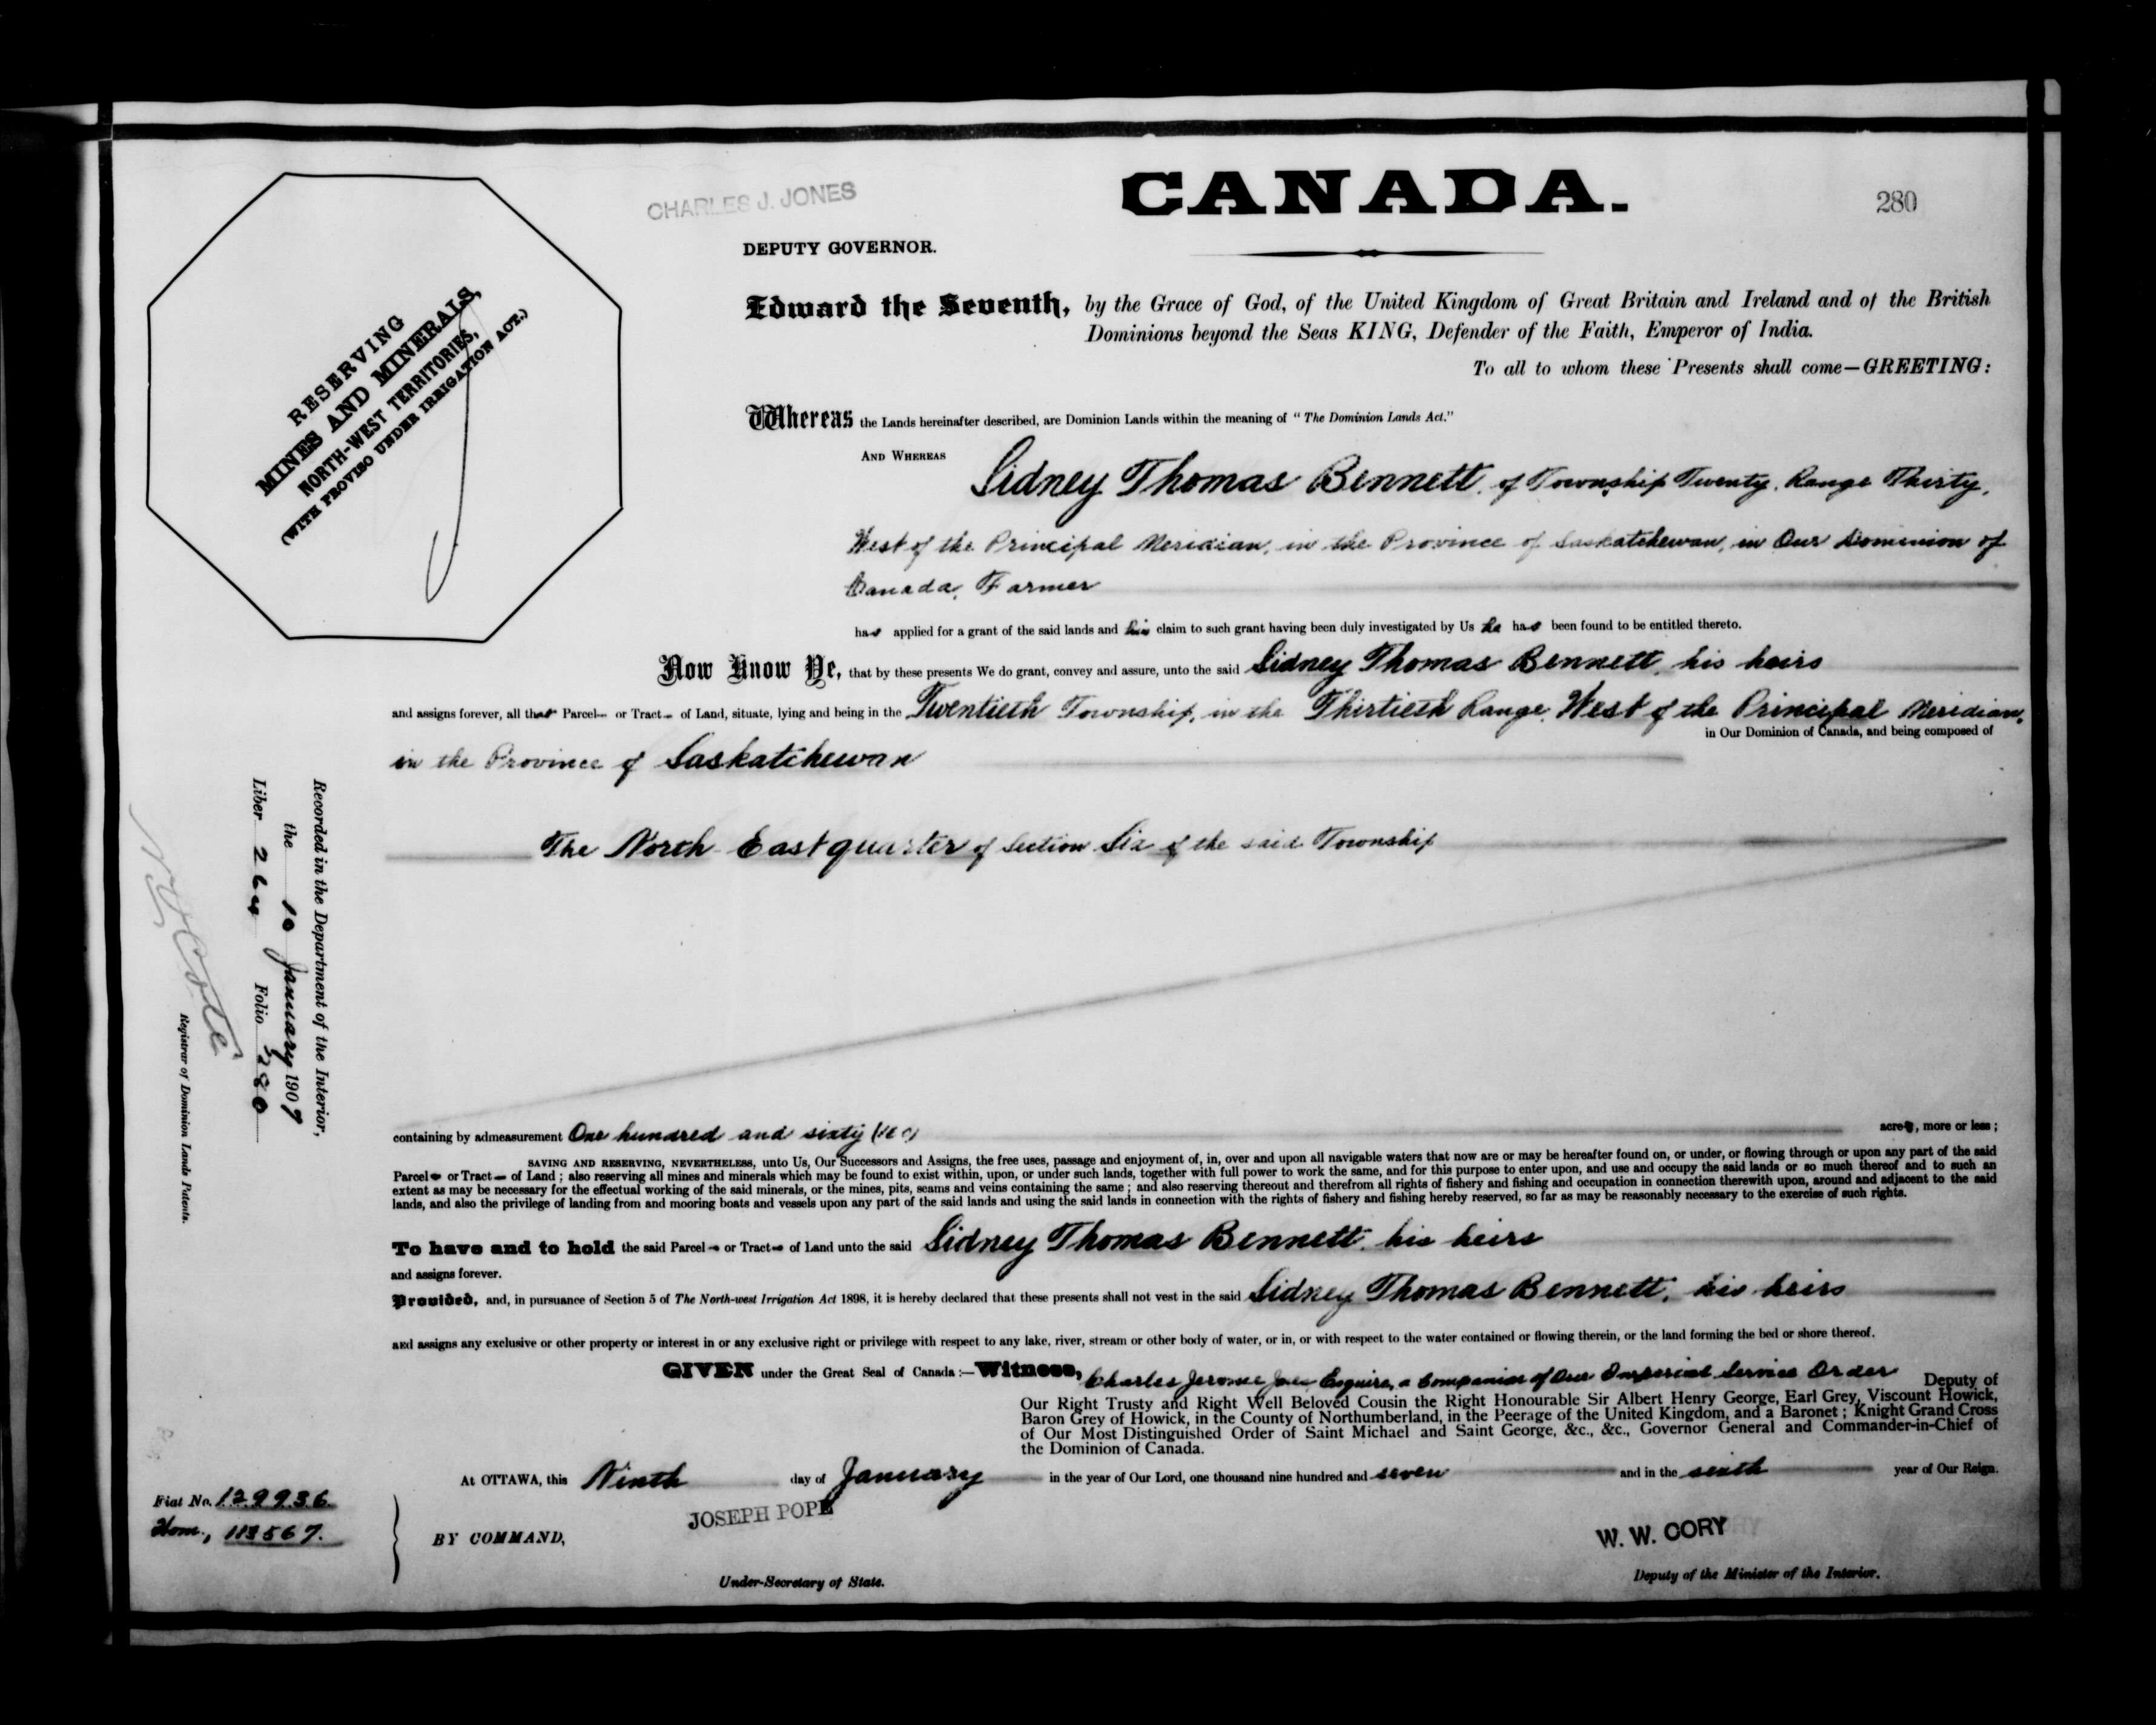 CHARLES J. JONES
CANADA.
280
DEPUTY GOVERNOR.
RESERVING
MINES AND MINERALS,
NORTH-WEST TERRITORIES,
(WITH PROVISO UNDER IRRIGATION ACT.)
Edward the Seventh, by the Grace of God, of the United Kingdom of Great Britain and Ireland and of the British
Dominions beyond the Seas KING, Defender of the Faith, Emperor of India.
To all to whom these Presents shall come—GREETING:
Whereas the Lands hereinafter described, are Dominion Lands within the meaning of "The Dominion Lands Act."
AND WHEREAS Sidney Thomas Bennett, of Township Twenty, Range Thirty,
West of the Principal Meridian, in the Province of Saskatchewan, in Our Dominion of
Canada, Farmer
has applied for a grant of the said lands and his claim to such grant having been duly investigated by Us he has been found to be entitled thereto.
Now Know Ye, that by these presents We do grant, convey and assure, unto the said Sidney Thomas Bennett, his heirs
and assigns forever, all that Parcel or Tract of Land, situate, lying and being in the Twentieth Township, in the Thirtieth Range, West of the Principal Meridian,
in Our Dominion of Canada, and being composed of
in the Province of Saskatchewan
The North East quarter of Section Six of the said Township
containing by admeasurement One hundred and sixty (160) acres, more or less;
SAVING AND RESERVING, NEVERTHELESS, unto Us, Our Successors and Assigns, the free uses, passage and enjoyment of, in, over and upon all navigable waters that now are or may be hereafter found on, or under, or flowing through or upon any part of the said
Parcel or Tract of Land; also reserving all mines and minerals which may be found to exist within, upon, or under such lands, together with full power to work the same, and for this purpose to enter upon, and use and occupy the said lands or so much thereof and to such an
extent as may be necessary for the effectual working of the said minerals, or the mines, pits, seams and veins containing the same; and also reserving thereout and therefrom all rights of fishery and fishing and occupation in connection therewith upon, around and adjacent to the said
lands, and also the privilege of landing from and mooring boats and vessels upon any part of the said lands and using the said lands in connection with the rights of fishery and fishing hereby reserved, so far as may be reasonably necessary to the exercise of such rights.
To have and to hold the said Parcel or Tract of Land unto the said Sidney Thomas Bennett, his heirs
and assigns forever.
Provided, and, in pursuance of Section 5 of The North-west Irrigation Act 1898, it is hereby declared that these presents shall not vest in the said Sidney Thomas Bennett, his heirs
and assigns any exclusive or other property or interest in or any exclusive right or privilege with respect to any lake, river, stream or other body of water, or in, or with respect to the water contained or flowing therein, or the land forming the bed or shore thereof.
GIVEN under the Great Seal of Canada:—Witness, Charles Jerome Jones Esquire, a Companion of Our Imperial Service Order Deputy of
Our Right Trusty and Right Well Beloved Cousin the Right Honourable Sir Albert Henry George, Earl Grey, Viscount Howick,
Baron Grey of Howick, in the County of Northumberland, in the Peerage of the United Kingdom, and a Baronet; Knight Grand Cross
of Our Most Distinguished Order of Saint Michael and Saint George, &c., &c., Governor General and Commander-in-Chief of
the Dominion of Canada.
At OTTAWA, this Ninth day of January in the year of Our Lord, one thousand nine hundred and seven and in the sixth year of Our Reign.
BY COMMAND,
JOSEPH POPE
Under-Secretary of State.
W. W. CORY
Deputy of the Minister of the Interior.
Recorded in the Department of the Interior,
the 10 January 1907
Liber 264 Folio 280
N O Coté
Registrar of Dominion Lands Patents.
Fiat No. 129936.
Hom., 113567.